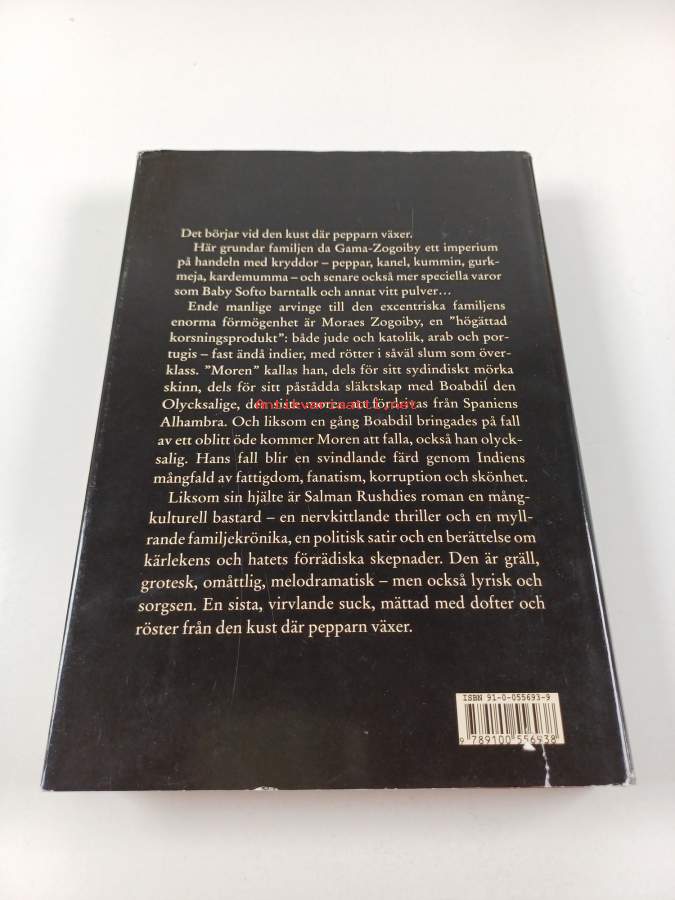 Det börjar vid den kust där pepparn växer.
Här grundar familjen da Gama-Zogoiby ett imperium
på handeln med kryddor – peppar, kanel, kummin, gurk-
meja, kardemumma – och senare också mer speciella varor
som Baby Softo barntalk och annat vitt pulver…
Ende manlige arvinge till den excentriska familjens
enorma förmögenhet är Moraes Zogoiby, en ”högättad
korsningsprodukt”: både jude och katolik, arab och por-
tugis – fast ändå indier, med rötter i såväl slum som över-
klass. ”Moren” kallas han, dels för sitt sydindiskt mörka
skinn, dels för sitt påstådda släktskap med Boabdil den
Olycksalige, den siste att fördrivas från Spaniens
Antikvariaatti.net
Alhambra. Och liksom en gång Boabdil bringades på fall
av ett oblitt öde kommer Moren att falla, också han olyck-
salig. Hans fall blir en svindlande färd genom Indiens
mångfald av fattigdom, fanatism, korruption och skönhet.
Liksom sin hjälte är Salman Rushdies roman en mång-
kulturell bastard – en nervkittlande thriller och en myll-
rande familjekrönika, en politisk satir och en berättelse om
kärlekens och hatets förrädiska skepnader. Den är gräll,
grotesk, omåttlig, melodramatisk – men också lyrisk och
sorgsen. En sista, virvlande suck, mättad med dofter och
röster från den kust där pepparn växer.
ISBN 91-0-055693-9
9 789100 556938